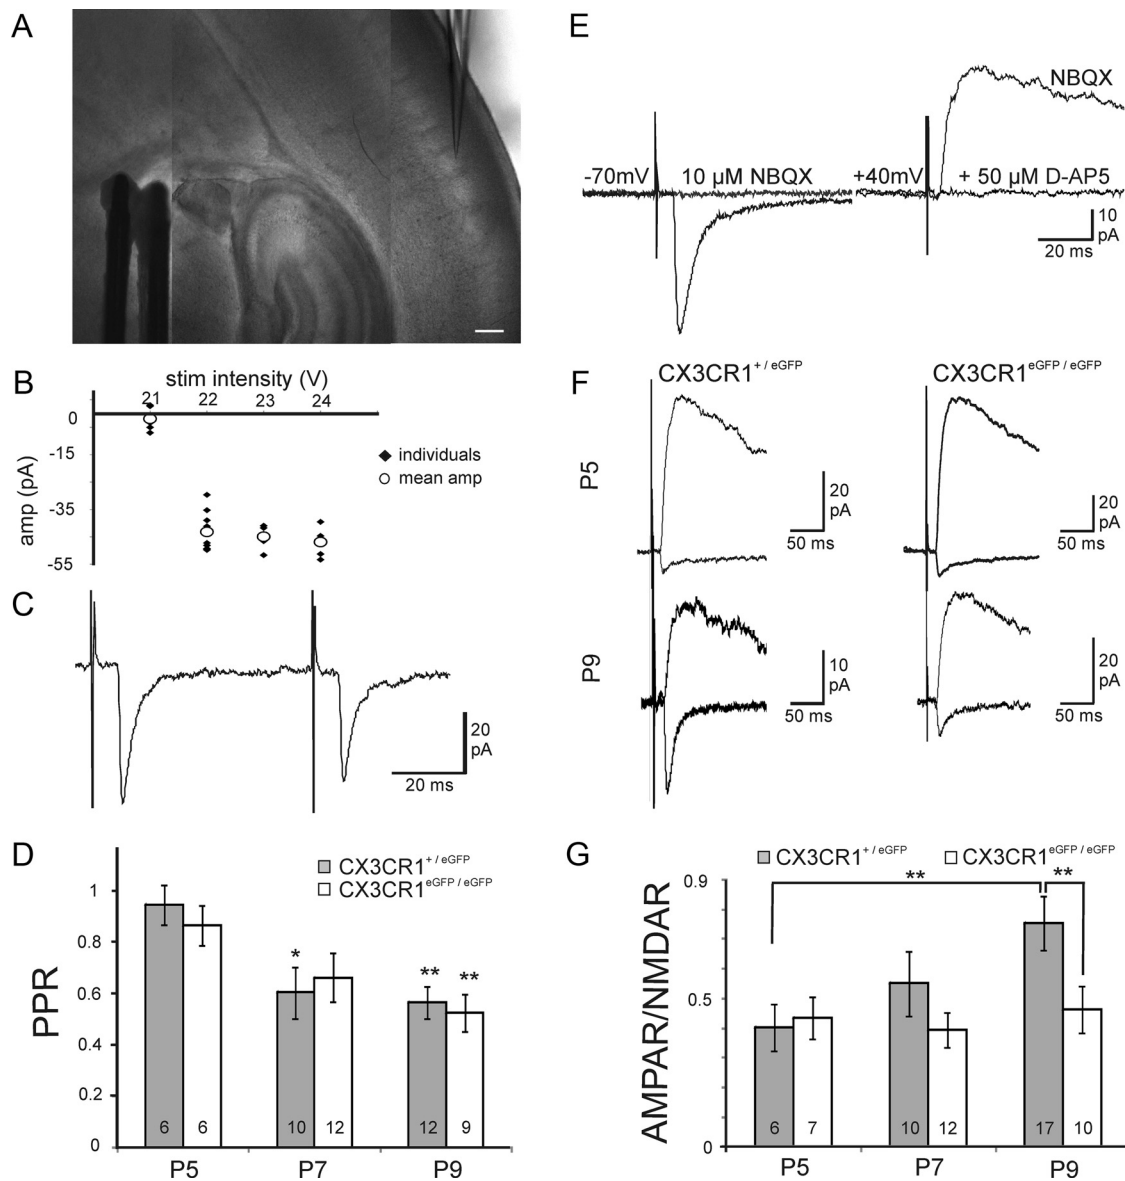 A
B
stim intensity (V)
21
22
23
24
0
-15
-35
-55
amp (pA)
individuals
mean amp
C
20
pA
20 ms
D
CX3CR1+ / eGFP
CX3CR1eGFP / eGFP
PPR
1
0.8
0.6
0.4
0.2
0
*
**
**
6
6
10
12
12
9
P5
P7
P9
E
NBQX
-70mV
10 µM NBQX
+40mV
+ 50 µM D-AP5
10
pA
20 ms
F
CX3CR1+ / eGFP
CX3CR1eGFP / eGFP
P5
20
pA
50 ms
20
pA
50 ms
P9
10
pA
50 ms
20
pA
50 ms
G
CX3CR1+ / eGFP
CX3CR1eGFP / eGFP
AMPAR/NMDAR
0.9
0.5
0
**
**
6
7
10
12
17
10
P5
P7
P9